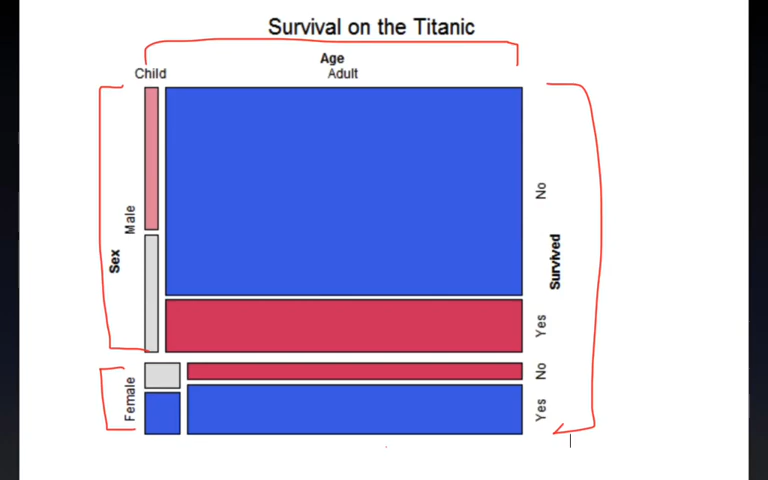 Survival on the Titanic
Age
Child
Adult
Sex
Male
Female
No
Yes
No
Yes
Survived